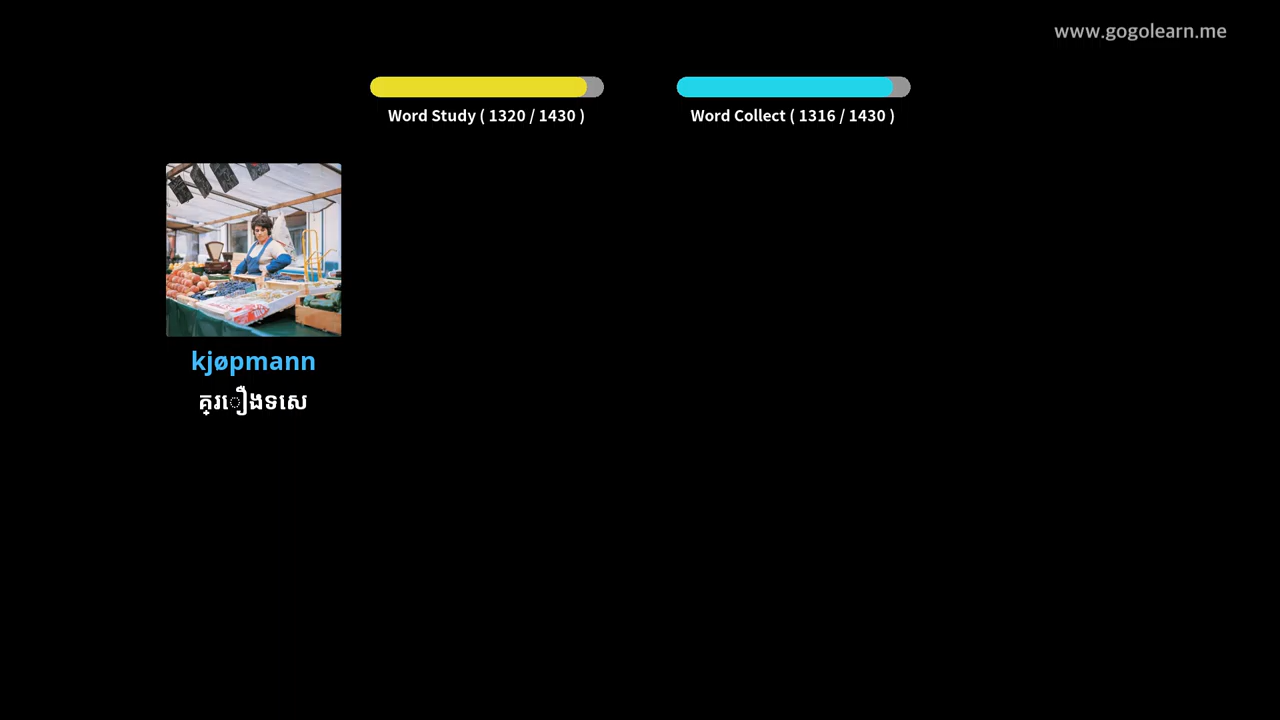 www.gogolearn.me
Word Study ( 1320 / 1430 )
Word Collect ( 1316 / 1430 )
kjøpmann
គ្រឿងទសេ